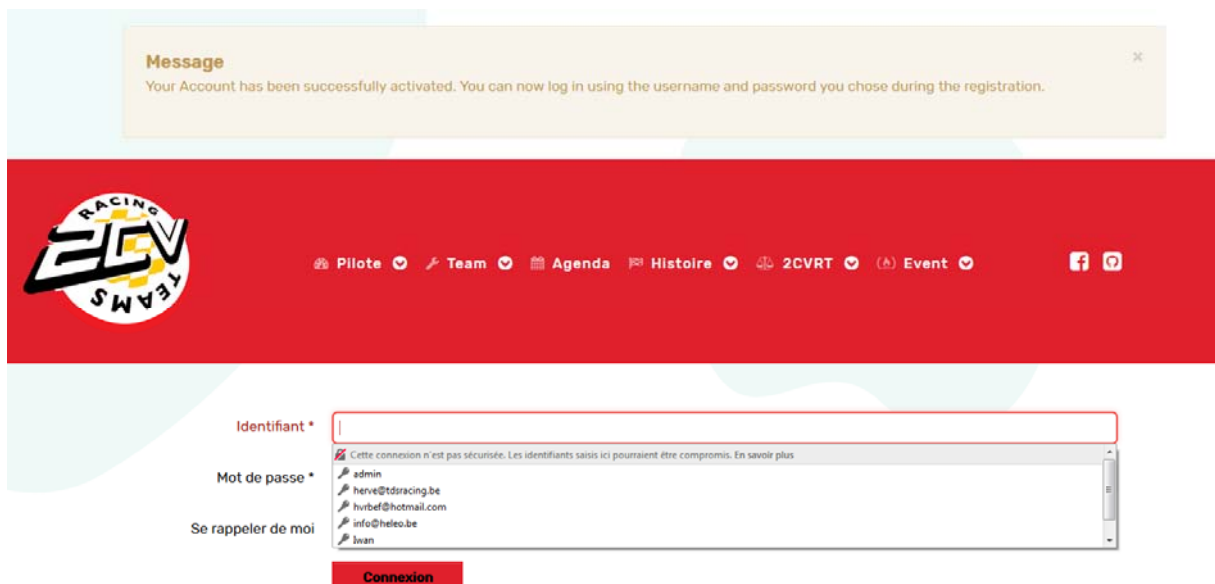 Message
×
Your Account has been successfully activated. You can now log in using the username and password you chose during the registration.
RACING
2CV
TEAMS
Pilote
Team
Agenda
Histoire
2CVRT
Event
Identifiant *
Cette connexion n'est pas sécurisée. Les identifiants saisis ici pourraient être compromis. En savoir plus
Mot de passe *
admin
herve@tdsracing.be
hvrbef@hotmail.com
Se rappeler de moi
info@heleo.be
Iwan
Connexion